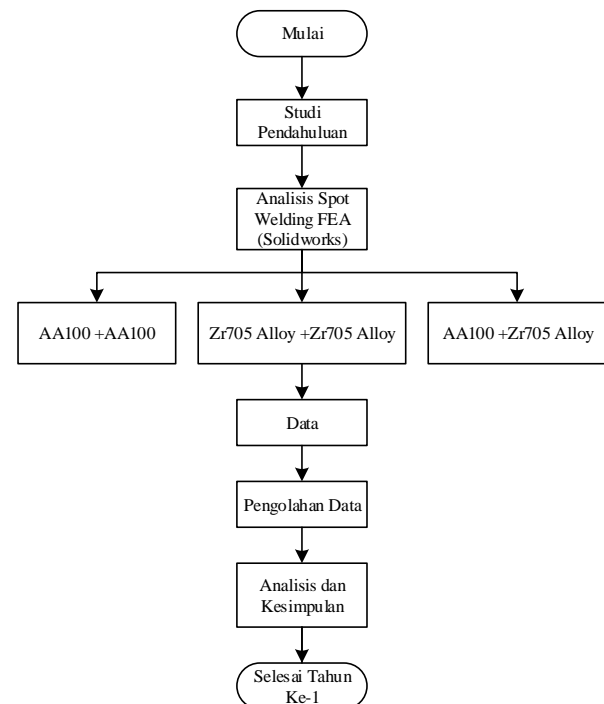 Mulai
Studi
Pendahuluan
Analisis Spot
Welding FEA
(Solidworks)
AA100 +AA100
Zr705 Alloy +Zr705 Alloy
AA100 +Zr705 Alloy
Data
Pengolahan Data
Analisis dan
Kesimpulan
Selesai Tahun
Ke-1